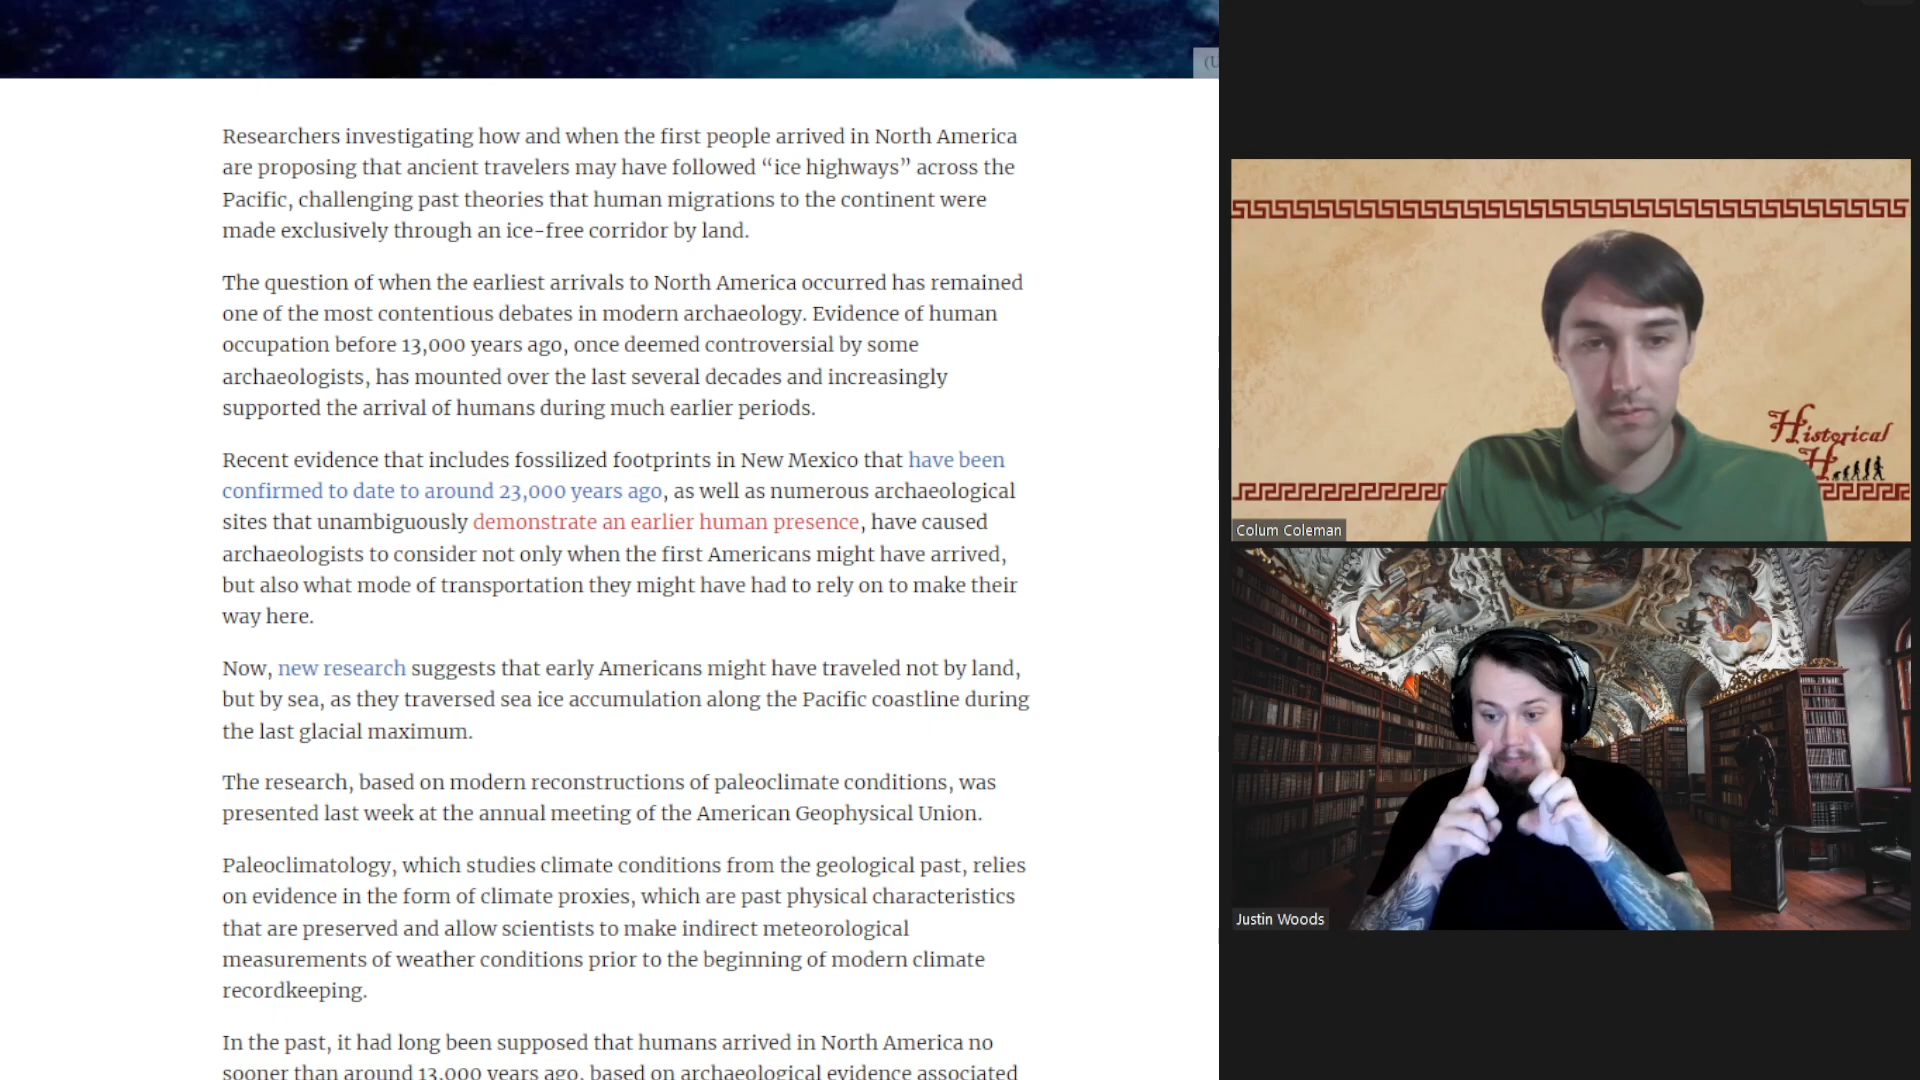 (U
Researchers investigating how and when the first people arrived in North America
are proposing that ancient travelers may have followed “ice highways” across the
Pacific, challenging past theories that human migrations to the continent were
made exclusively through an ice-free corridor by land.
The question of when the earliest arrivals to North America occurred has remained
one of the most contentious debates in modern archaeology. Evidence of human
occupation before 13,000 years ago, once deemed controversial by some
archaeologists, has mounted over the last several decades and increasingly
supported the arrival of humans during much earlier periods.
Recent evidence that includes fossilized footprints in New Mexico that have been
confirmed to date to around 23,000 years ago, as well as numerous archaeological
sites that unambiguously demonstrate an earlier human presence, have caused
archaeologists to consider not only when the first Americans might have arrived,
but also what mode of transportation they might have had to rely on to make their
way here.
Now, new research suggests that early Americans might have traveled not by land,
but by sea, as they traversed sea ice accumulation along the Pacific coastline during
the last glacial maximum.
The research, based on modern reconstructions of paleoclimate conditions, was
presented last week at the annual meeting of the American Geophysical Union.
Paleoclimatology, which studies climate conditions from the geological past, relies
on evidence in the form of climate proxies, which are past physical characteristics
that are preserved and allow scientists to make indirect meteorological
measurements of weather conditions prior to the beginning of modern climate
recordkeeping.
In the past, it had long been supposed that humans arrived in North America no
sooner than around 13,000 years ago, based on archaeological evidence associated
Historical
H
Colum Coleman
Justin Woods